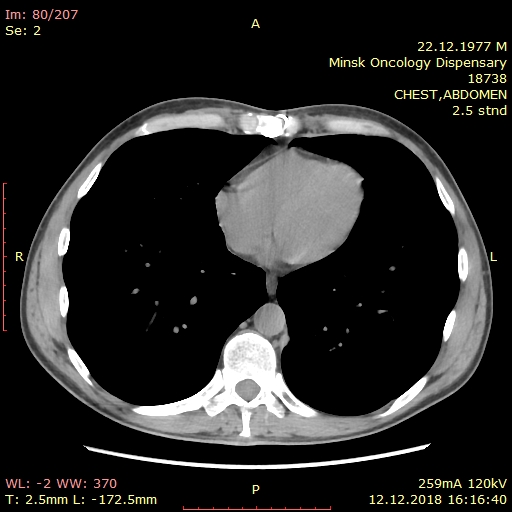 Im: 80/207
Se: 2
A
22.12.1977 M
Minsk Oncology Dispensary
18738
CHEST,ABDOMEN
2.5 stnd
R
L
WL: -2 WW: 370
T: 2.5mm L: -172.5mm
P
259mA 120kV
12.12.2018 16:16:40